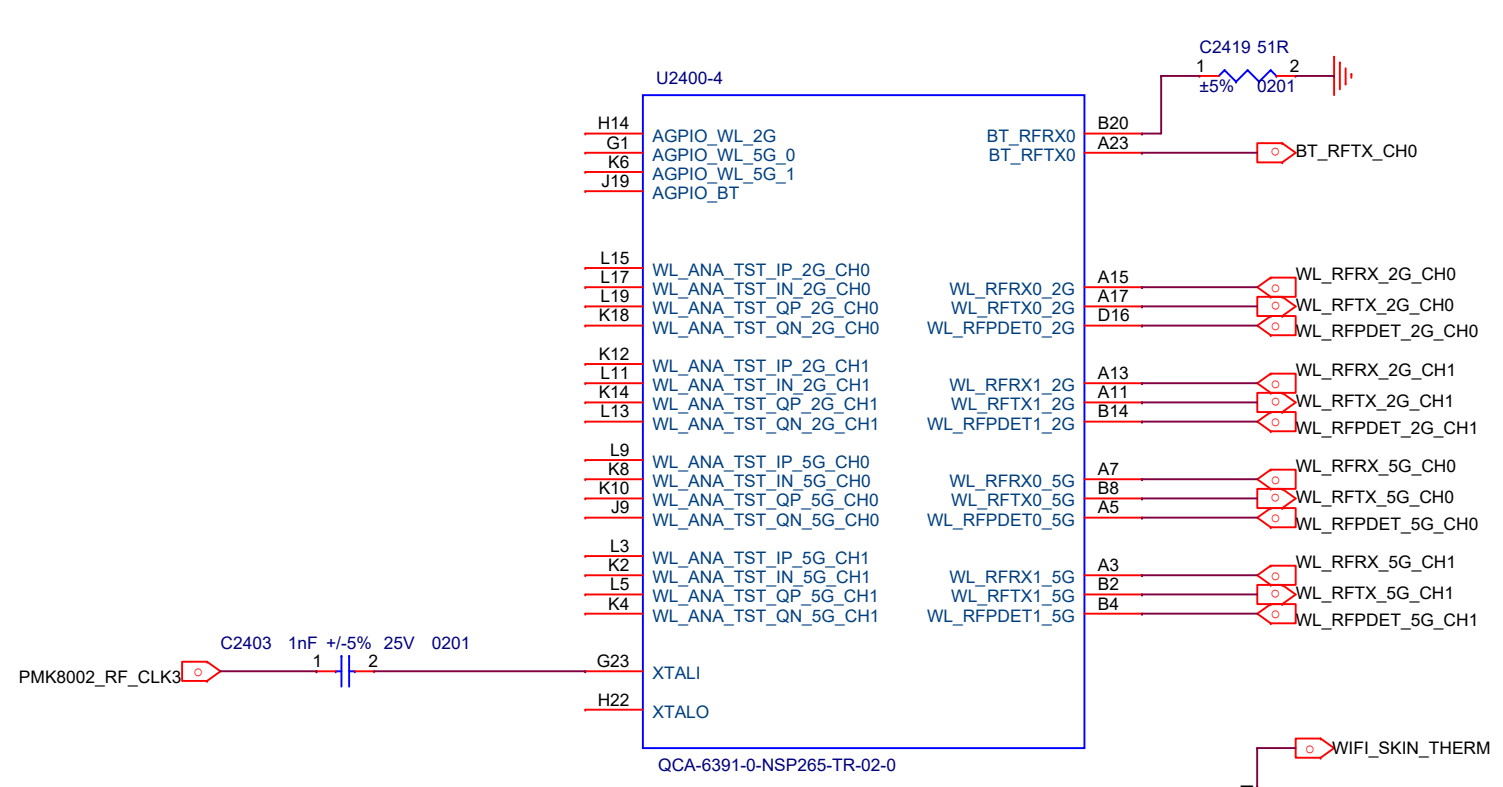 C2419 51R
1 2
±5% 0201
U2400-4
H14 AGPIO_WL_2G BT_RFRX0 B20
G1 AGPIO_WL_5G_0 BT_RFTX0 A23 BT_RFTX_CH0
K6 AGPIO_WL_5G_1
J19 AGPIO_BT
L15 WL_ANA_TST_IP_2G_CH0
L17 WL_ANA_TST_IN_2G_CH0 WL_RFRX0_2G A15 WL_RFRX_2G_CH0
L19 WL_ANA_TST_QP_2G_CH0 WL_RFTX0_2G A17 WL_RFTX_2G_CH0
K18 WL_ANA_TST_QN_2G_CH0 WL_RFPDET0_2G D16 WL_RFPDET_2G_CH0
K12 WL_ANA_TST_IP_2G_CH1
L11 WL_ANA_TST_IN_2G_CH1 WL_RFRX1_2G A13 WL_RFRX_2G_CH1
K14 WL_ANA_TST_QP_2G_CH1 WL_RFTX1_2G A11 WL_RFTX_2G_CH1
L13 WL_ANA_TST_QN_2G_CH1 WL_RFPDET1_2G B14 WL_RFPDET_2G_CH1
L9 WL_ANA_TST_IP_5G_CH0
K8 WL_ANA_TST_IN_5G_CH0 WL_RFRX0_5G A7 WL_RFRX_5G_CH0
K10 WL_ANA_TST_QP_5G_CH0 WL_RFTX0_5G B8 WL_RFTX_5G_CH0
J9 WL_ANA_TST_QN_5G_CH0 WL_RFPDET0_5G A5 WL_RFPDET_5G_CH0
L3 WL_ANA_TST_IP_5G_CH1
K2 WL_ANA_TST_IN_5G_CH1 WL_RFRX1_5G A3 WL_RFRX_5G_CH1
L5 WL_ANA_TST_QP_5G_CH1 WL_RFTX1_5G B2 WL_RFTX_5G_CH1
K4 WL_ANA_TST_QN_5G_CH1 WL_RFPDET1_5G B4 WL_RFPDET_5G_CH1
C2403 1nF +/-5% 25V 0201
1 2
PMK8002_RF_CLK3 G23 XTALI
H22 XTALO
WIFI_SKIN_THERM
QCA-6391-0-NSP265-TR-02-0